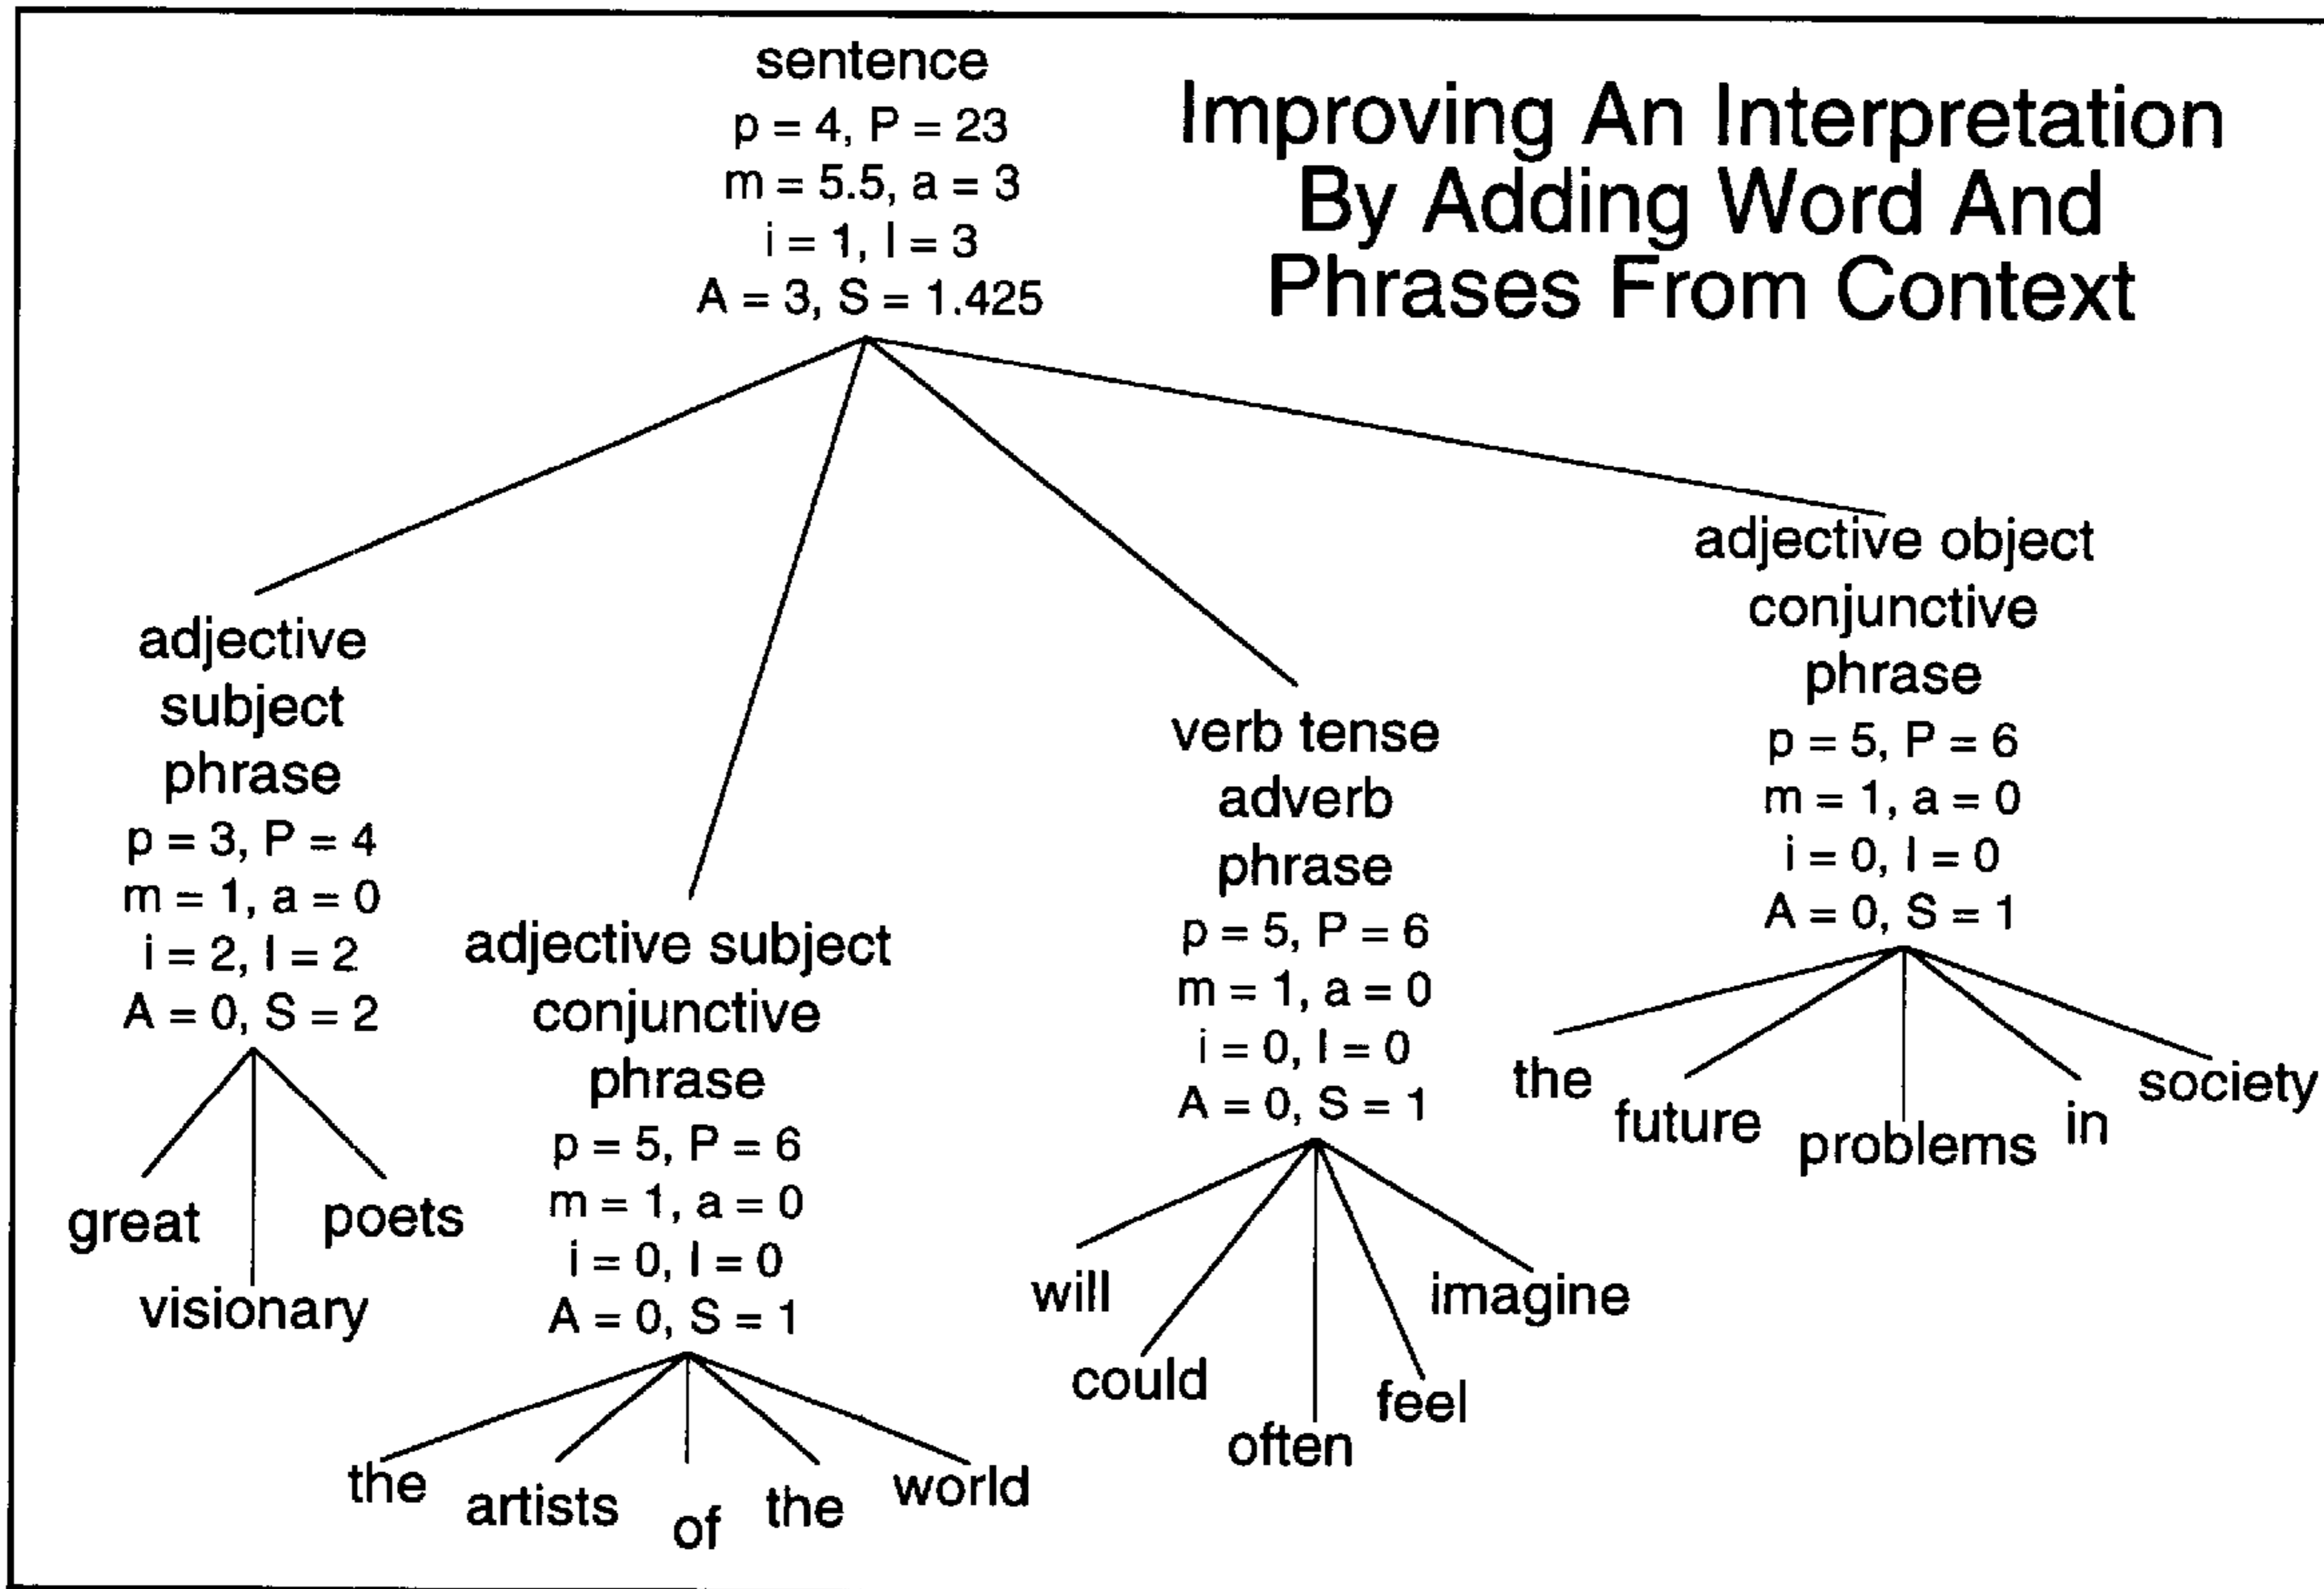 sentence
p = 4, P = 23
m = 5.5, a = 3
i = 1, I = 3
A = 3, S = 1.425
Improving An Interpretation
By Adding Word And
Phrases From Context
adjective
subject
phrase
p = 3, P = 4
m = 1, a = 0
i = 2, I = 2
A = 0, S = 2
great
visionary
poets
adjective subject
conjunctive
phrase
p = 5, P = 6
m = 1, a = 0
i = 0, I = 0
A = 0, S = 1
the
artists
of
the
world
verb tense
adverb
phrase
p = 5, P = 6
m = 1, a = 0
i = 0, I = 0
A = 0, S = 1
will
could
often
feel
imagine
adjective object
conjunctive
phrase
p = 5, P = 6
m = 1, a = 0
i = 0, I = 0
A = 0, S = 1
the
future
problems
in
society